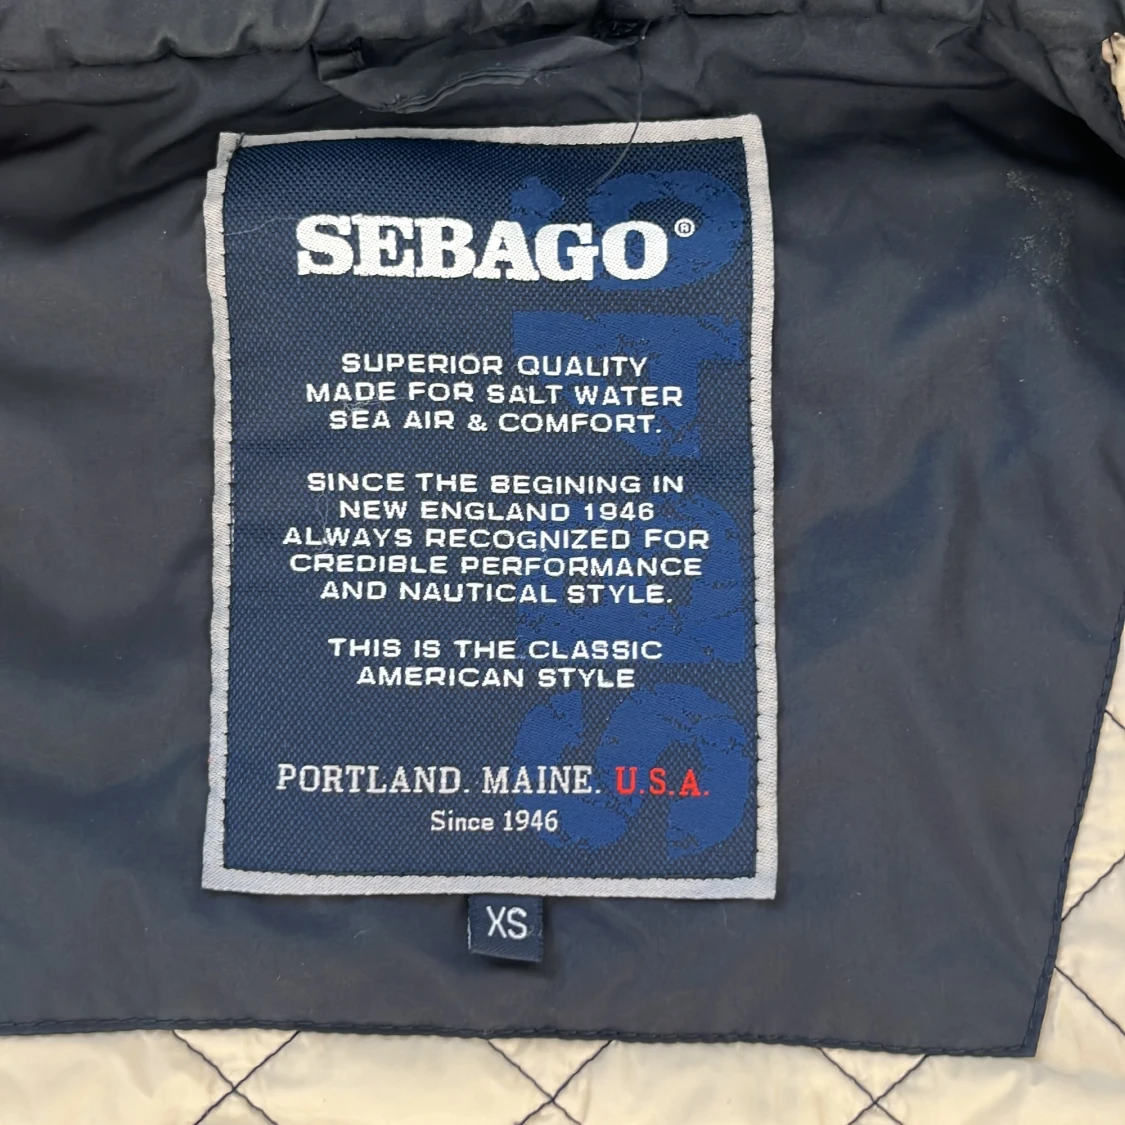 SEBAGO®
SUPERIOR QUALITY
MADE FOR SALT WATER
SEA AIR & COMFORT.
SINCE THE BEGINING IN
NEW ENGLAND 1946
ALWAYS RECOGNIZED FOR
CREDIBLE PERFORMANCE
AND NAUTICAL STYLE.
THIS IS THE CLASSIC
AMERICAN STYLE
PORTLAND. MAINE. U.S.A.
Since 1946
XS